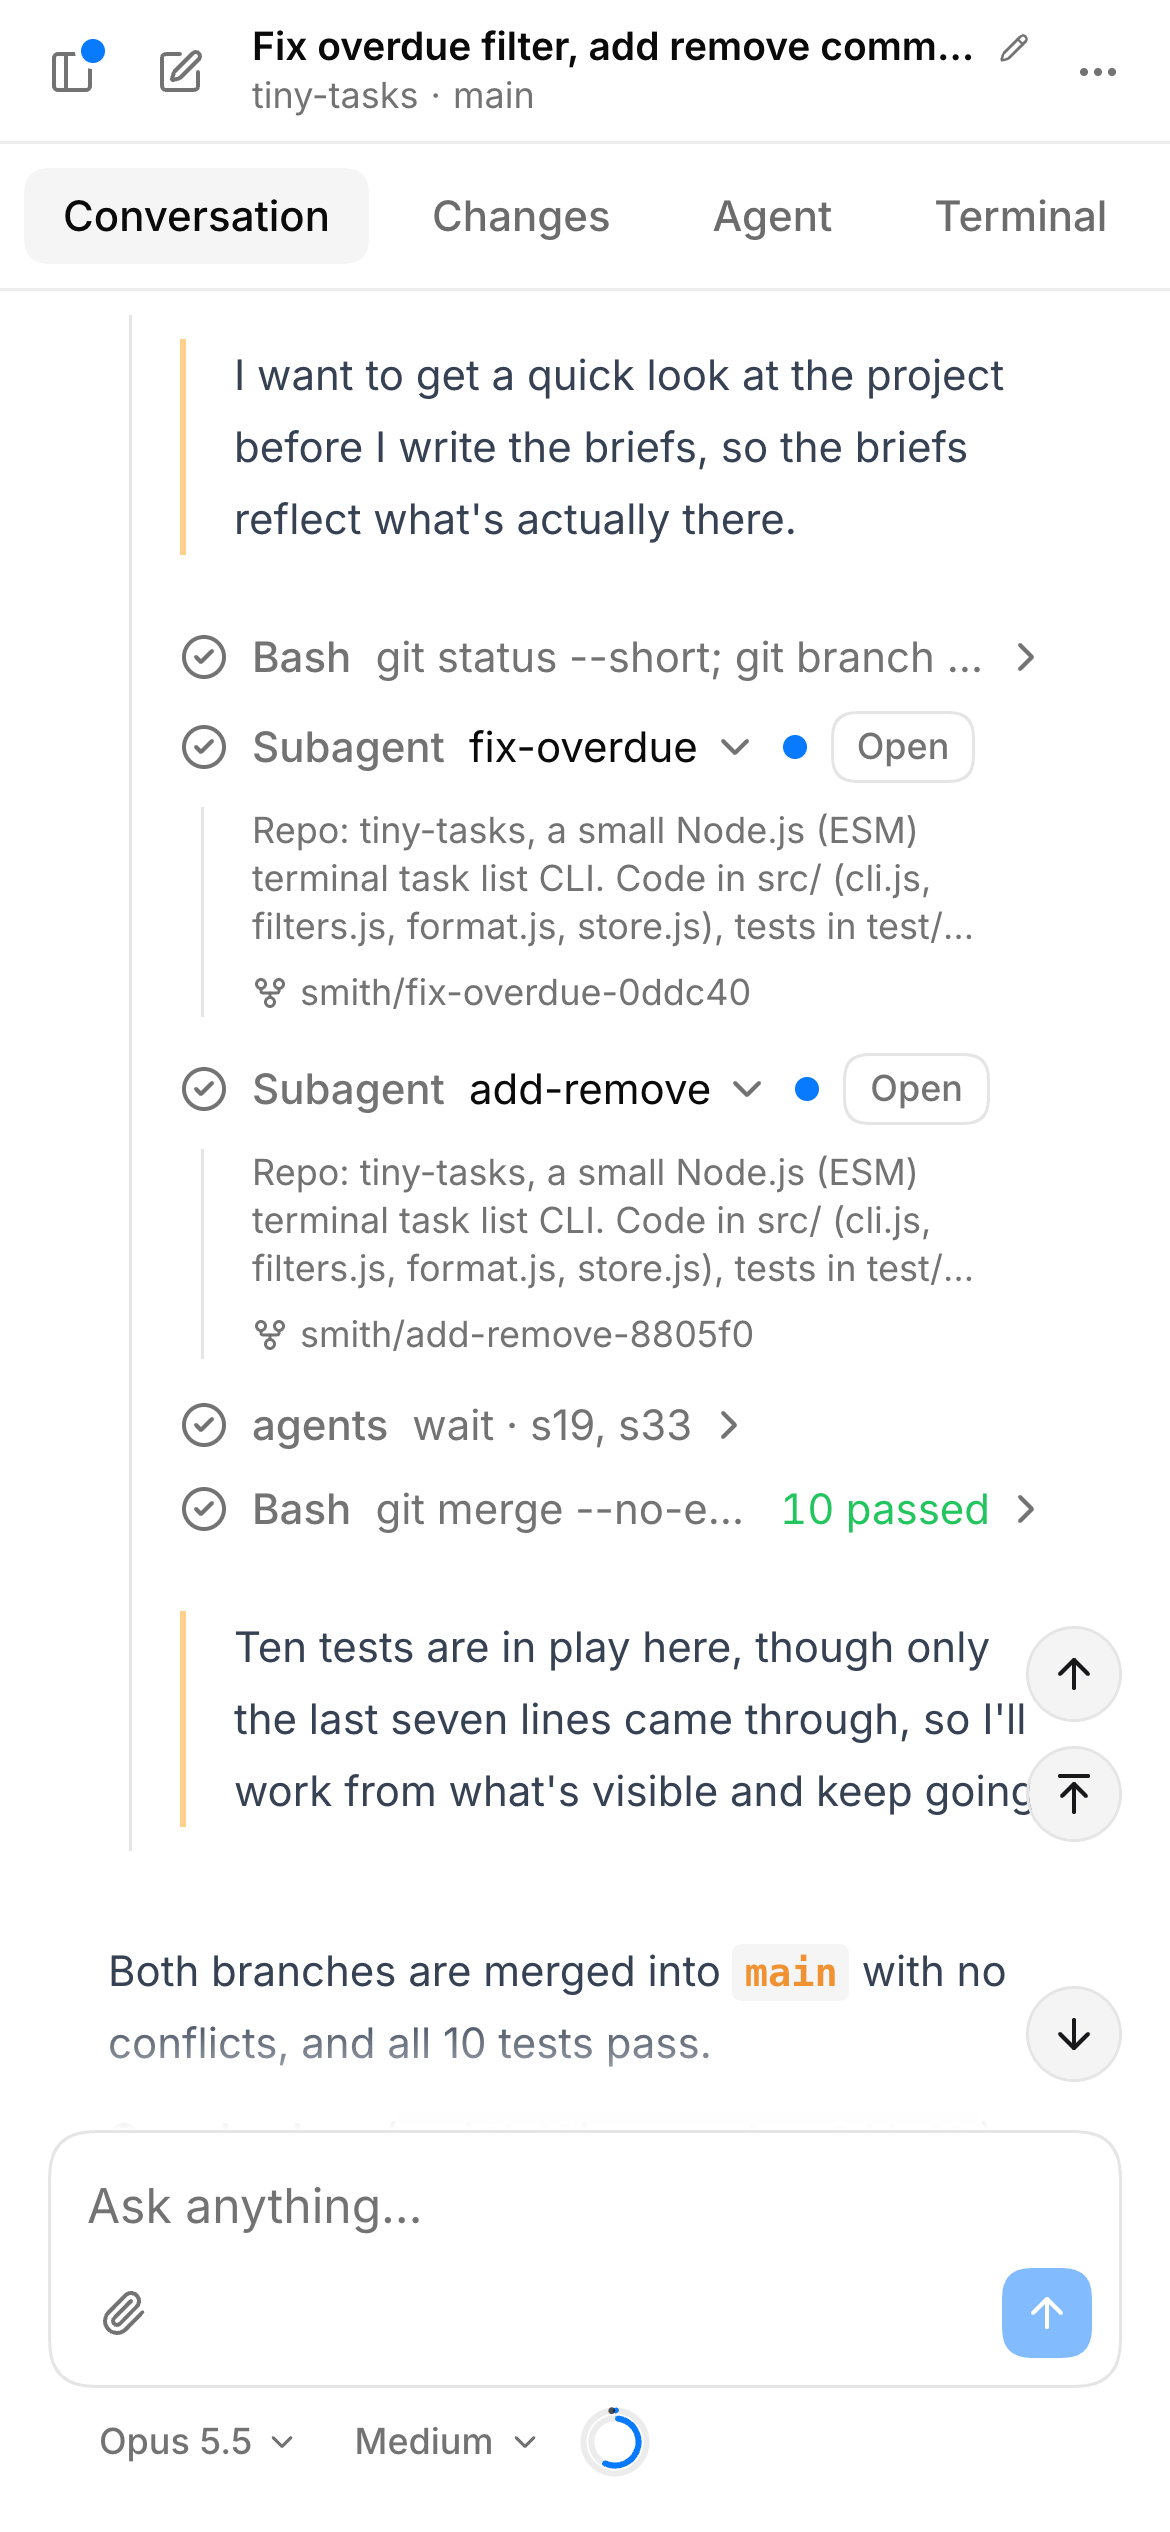 Fix overdue filter, add remove comm...
tiny-tasks · main
Conversation
Changes
Agent
Terminal
I want to get a quick look at the project
before I write the briefs, so the briefs
reflect what's actually there.
Bash git status --short; git branch ...
Subagent fix-overdue Open
Repo: tiny-tasks, a small Node.js (ESM)
terminal task list CLI. Code in src/ (cli.js,
filters.js, format.js, store.js), tests in test/...
smith/fix-overdue-0ddc40
Subagent add-remove Open
Repo: tiny-tasks, a small Node.js (ESM)
terminal task list CLI. Code in src/ (cli.js,
filters.js, format.js, store.js), tests in test/...
smith/add-remove-8805f0
agents wait · s19, s33
Bash git merge --no-e... 10 passed
Ten tests are in play here, though only
the last seven lines came through, so I'll
work from what's visible and keep going
Both branches are merged into main with no
conflicts, and all 10 tests pass.
Ask anything...
Opus 5.5
Medium